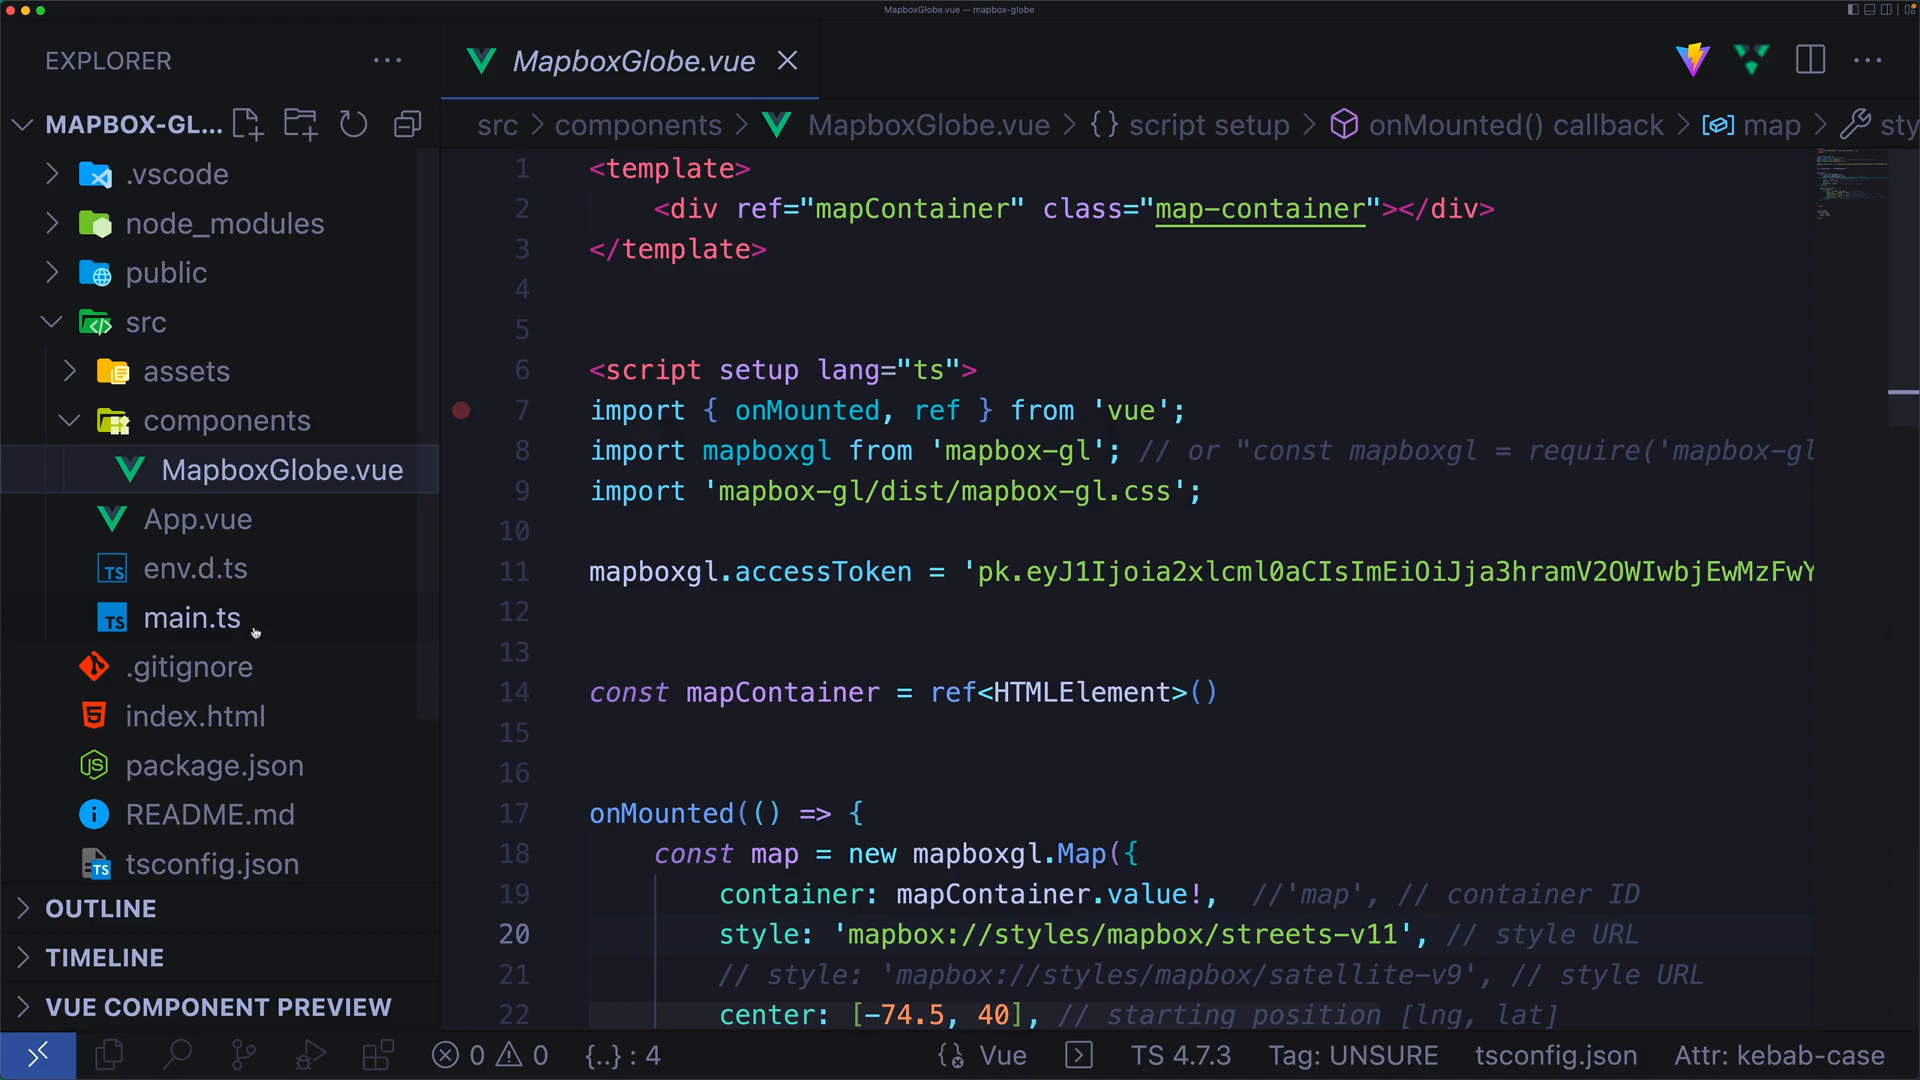 MapboxGlobe.vue — mapbox-globe
EXPLORER
MAPBOX-GL...
.vscode
node_modules
public
src
assets
components
MapboxGlobe.vue
App.vue
env.d.ts
main.ts
.gitignore
index.html
package.json
README.md
tsconfig.json
OUTLINE
TIMELINE
VUE COMPONENT PREVIEW
MapboxGlobe.vue
src > components > MapboxGlobe.vue > {} script setup > onMounted() callback > map > sty
1 <template>
2 <div ref="mapContainer" class="map-container"></div>
3 </template>
4
5
6 <script setup lang="ts">
7 import { onMounted, ref } from 'vue';
8 import mapboxgl from 'mapbox-gl'; // or "const mapboxgl = require('mapbox-gl
9 import 'mapbox-gl/dist/mapbox-gl.css';
10
11 mapboxgl.accessToken = 'pk.eyJ1Ijoia2xlcml0aCIsImEiOiJja3hramV2OWIwbjEwMzFwY
12
13
14 const mapContainer = ref<HTMLElement>()
15
16
17 onMounted(() => {
18 const map = new mapboxgl.Map({
19 container: mapContainer.value!, //'map', // container ID
20 style: 'mapbox://styles/mapbox/streets-v11', // style URL
21 // style: 'mapbox://styles/mapbox/satellite-v9', // style URL
22 center: [-74.5, 40], // starting position [lng, lat]
0 0 {..} : 4 Vue TS 4.7.3 Tag: UNSURE tsconfig.json Attr: kebab-case